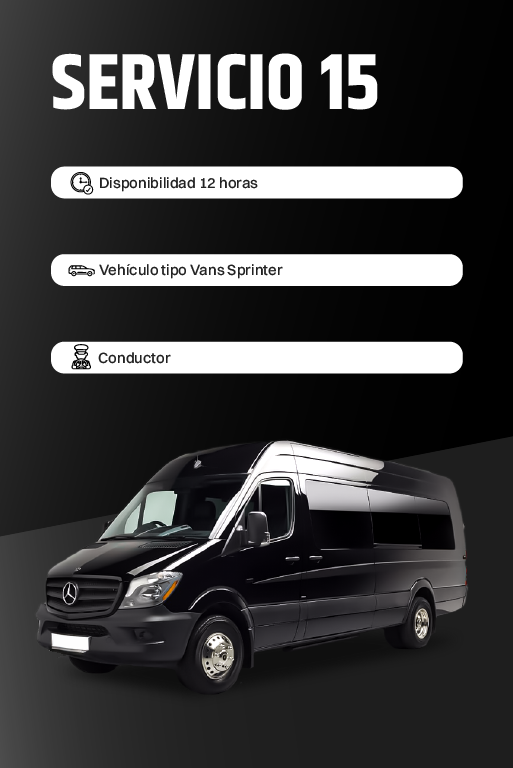 SERVICIO 15
Disponibilidad 12 horas
Vehículo tipo Vans Sprinter
Conductor